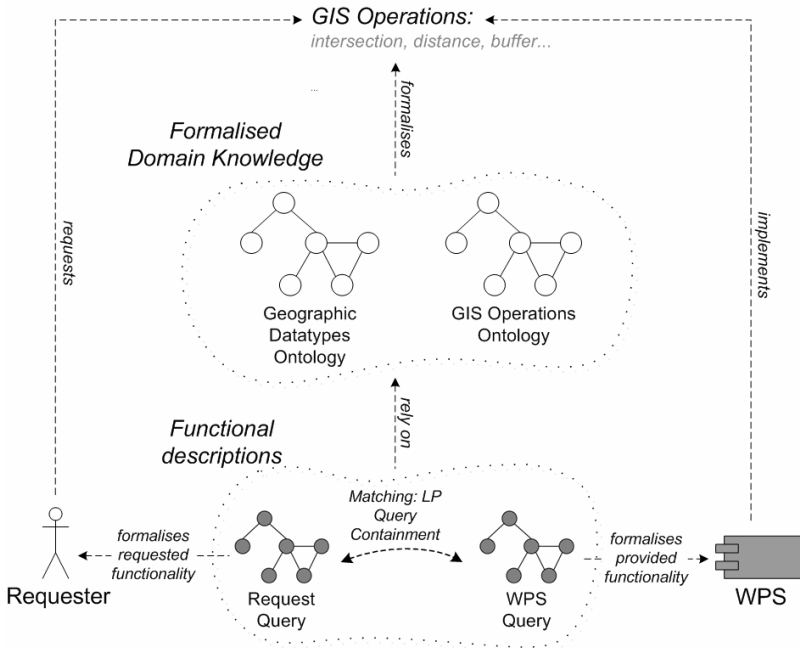 GIS Operations:
intersection, distance, buffer...
...
formalises
Formalised
Domain Knowledge
requests
implements
Geographic
Datatypes
Ontology
GIS Operations
Ontology
rely on
Functional
descriptions
Matching: LP
Query
Containment
formalises
requested
functionality
formalises
provided
functionality
Requester
Request
Query
WPS
Query
WPS